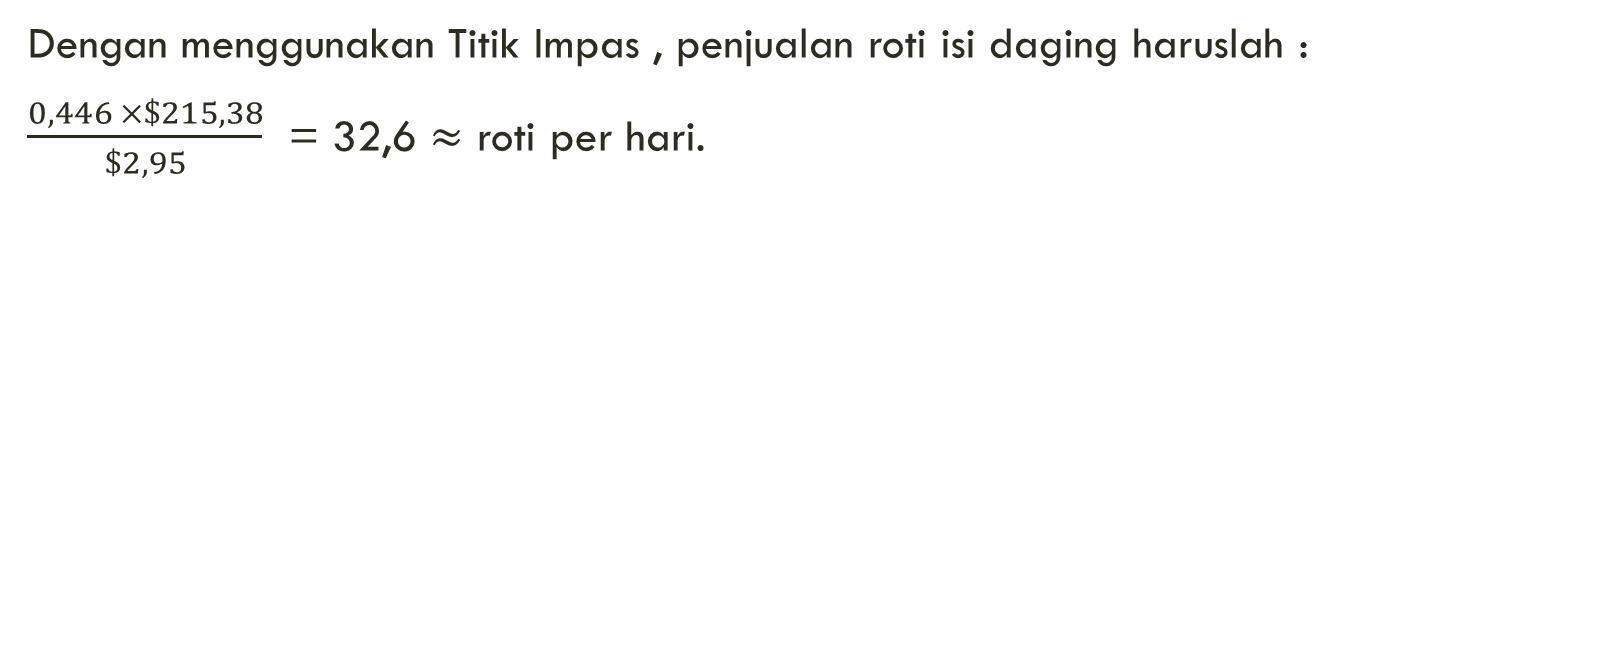 Dengan menggunakan Titik Impas , penjualan roti isi daging haruslah :
0,446 ×$215,38
$2,95
= 32,6 ≈ roti per hari.